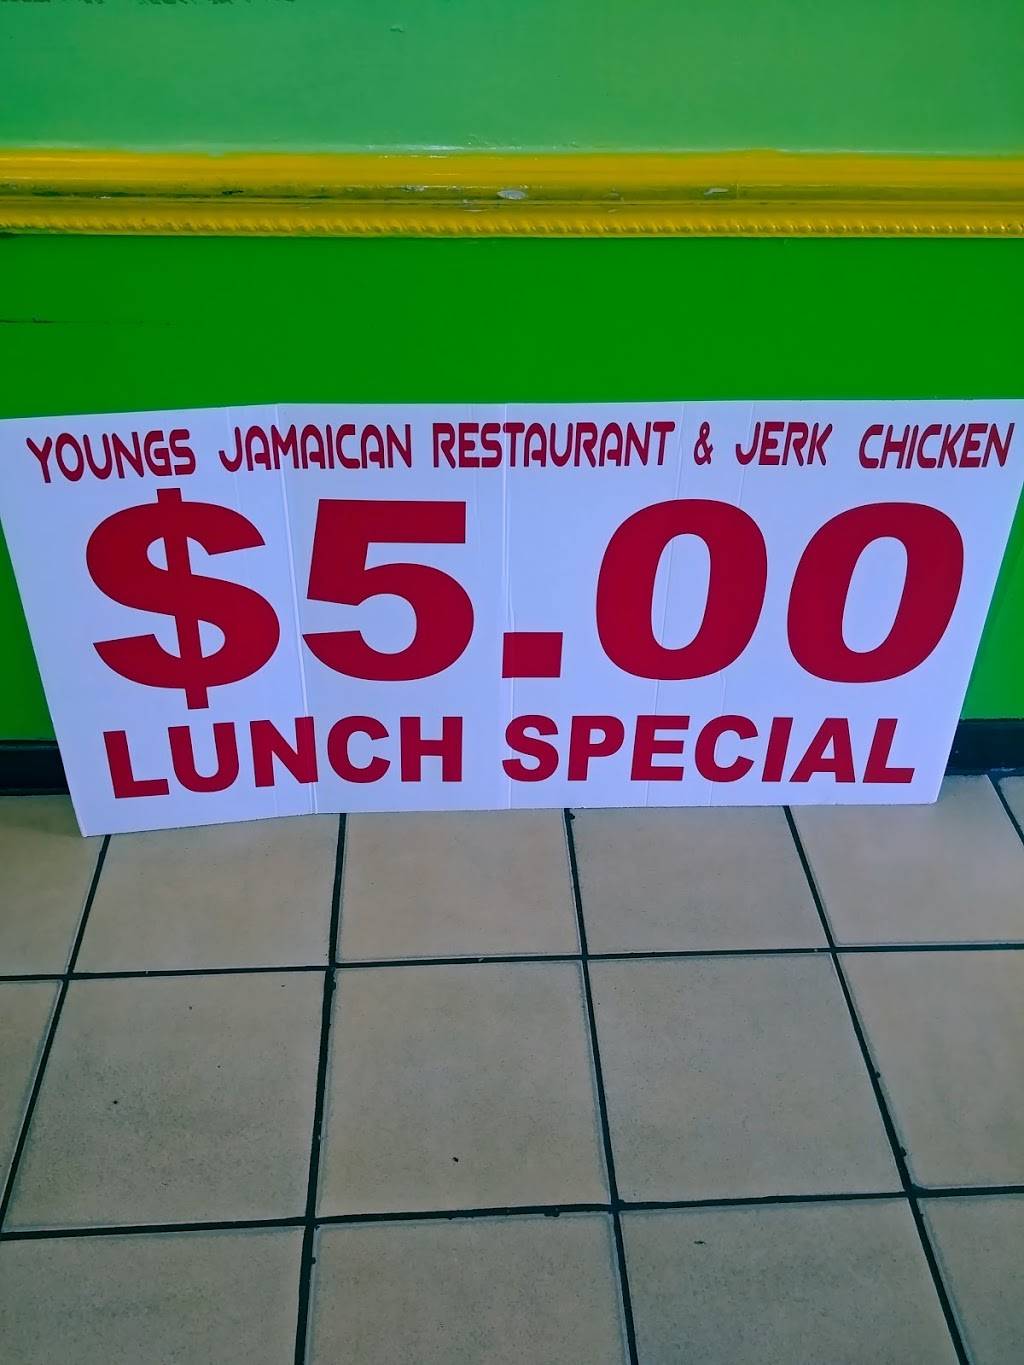 YOUNGS JAMAICAN RESTAURANT & JERK CHICKEN
$5.00
LUNCH SPECIAL